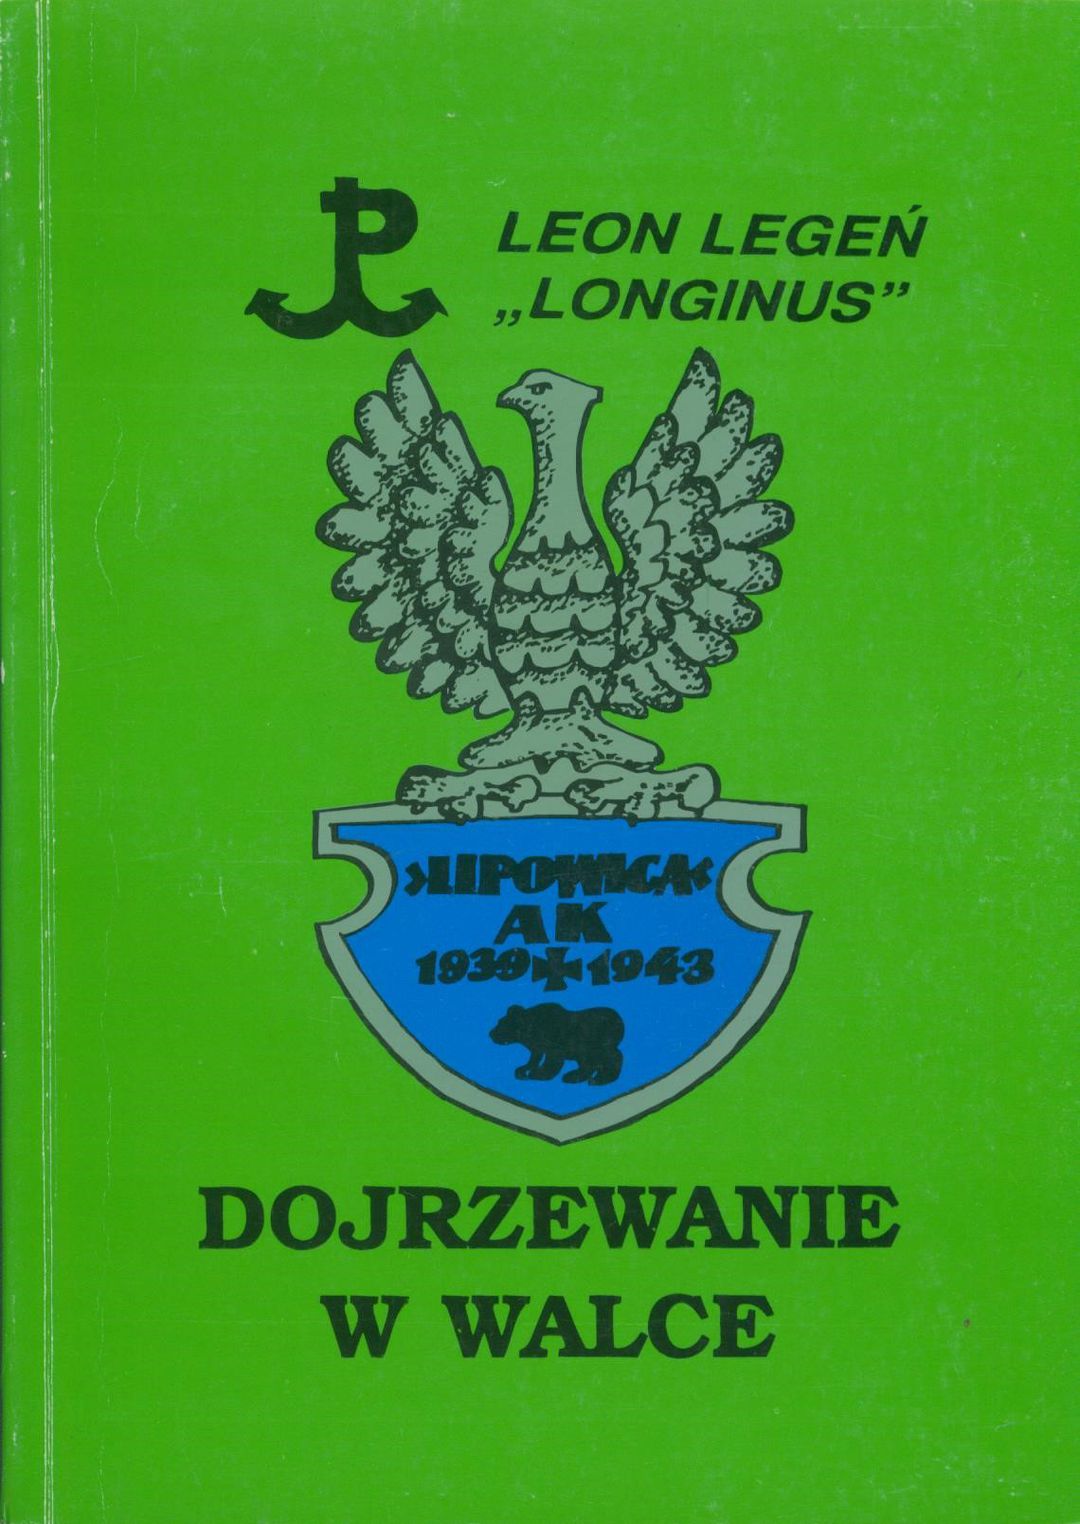 LEON LEGEŃ
„LONGINUS”
>LIPOWICA<
AK
1939✠1943
DOJRZEWANIE
W WALCE